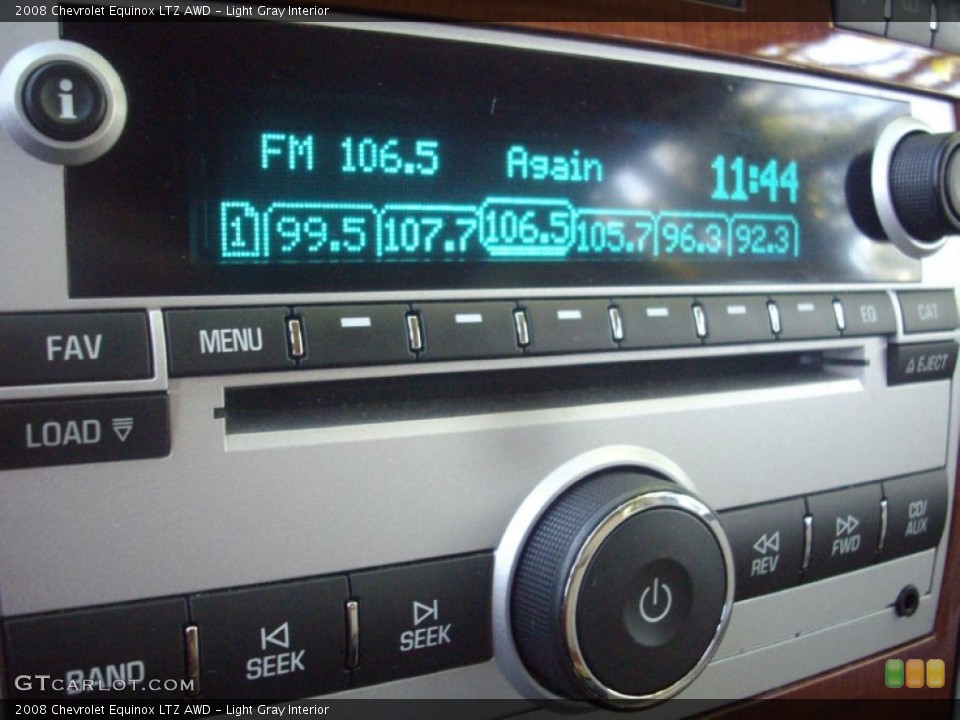 2008 Chevrolet Equinox LTZ AWD - Light Gray Interior
i
FM 106.5 Again 11:44
1 99.5 107.7 106.5 105.7 96.3 92.3
FAV MENU EQ CAT
EJECT
LOAD
REV FWD CD/AUX
BAND SEEK SEEK
GTCARLOT.COM
2008 Chevrolet Equinox LTZ AWD - Light Gray Interior